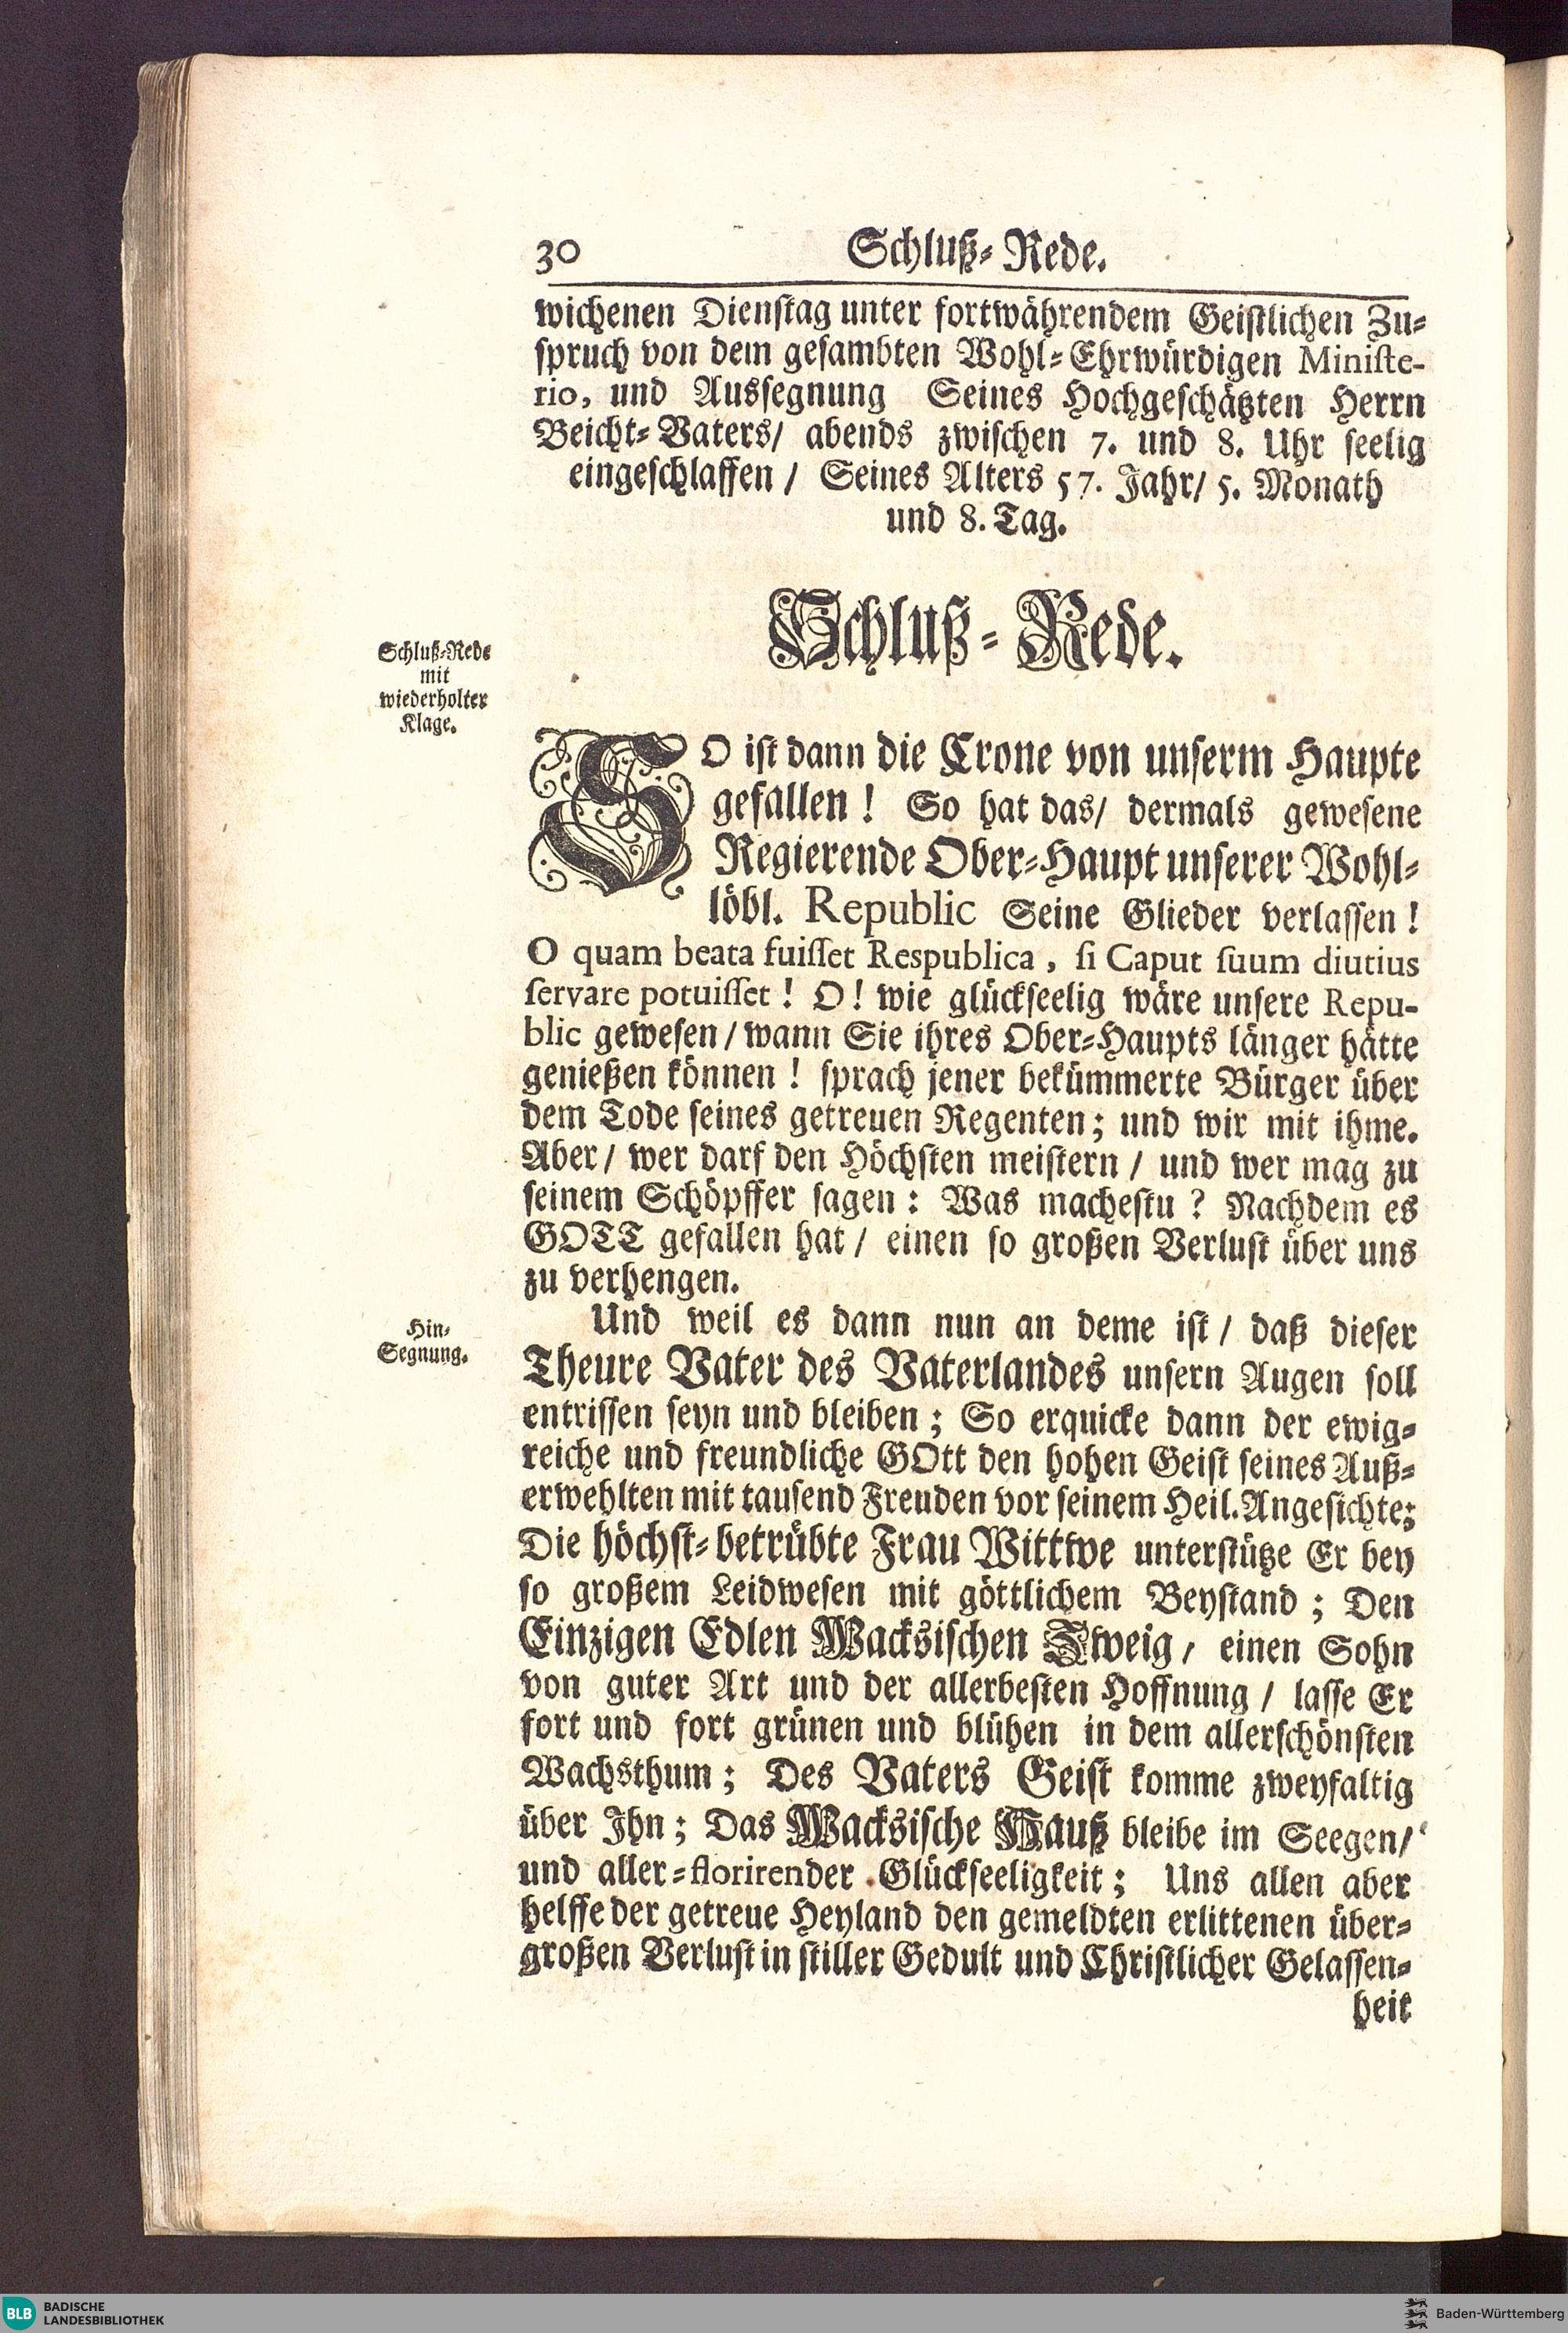 30 Schluß-Rede.
wichenen Dienstag unter fortwährendem Geistlichen Zu-
spruch von dem gesambten Wohl-Ehrwürdigen Ministe-
rio, und Aussegnung Seines Hochgeschätzten Herrn
Beicht-Vaters/ abends zwischen 7. und 8. Uhr seelig
eingeschlaffen / Seines Alters 57. Jahr/ 5. Monath
und 8. Tag.
Schluß-Rede.
Schluß-Rede
mit
wiederholter
Klage.
SO ist dann die Crone von unserm Haupte
gefallen! So hat das/ dermals gewesene
Regierende Ober-Haupt unserer Wohl-
löbl. Republic Seine Glieder verlassen!
O quam beata fuisset Respublica, si Caput suum diutius
servare potuisset! O! wie glückseelig wäre unsere Repu-
blic gewesen / wann Sie ihres Ober-Haupts länger hätte
genießen können! sprach jener bekümmerte Bürger über
dem Tode seines getreuen Regenten; und wir mit ihme.
Aber / wer darf den Höchsten meistern / und wer mag zu
seinem Schöpffer sagen: Was machestu? Nachdem es
GOTT gefallen hat / einen so großen Verlust über uns
zu verhengen.
Hin-
Segnung.
Und weil es dann nun an deme ist / daß dieser
Theure Vater des Vaterlandes unsern Augen soll
entrissen seyn und bleiben; So erquicke dann der ewig-
reiche und freundliche GOtt den hohen Geist seines Auß-
erwehlten mit tausend Freuden vor seinem Heil. Angesichte;
Die höchst-betrübte Frau Wittwe unterstütze Er bey
so großem Leidwesen mit göttlichem Beystand; Den
Einzigen Edlen Wacksischen Zweig, einen Sohn
von guter Art und der allerbesten Hoffnung / lasse Er
fort und fort grünen und blühen in dem allerschönsten
Wachsthum; Des Vaters Geist komme zweyfaltig
über Ihn; Das Wacksische Hauß bleibe im Seegen/
und aller-florirender Glückseeligkeit; Uns allen aber
helffe der getreue Heyland den gemeldten erlittenen über-
großen Verlust in stiller Gedult und Christlicher Gelassen-
heit
BLB BADISCHE
LANDESBIBLIOTHEK
Baden-Württemberg